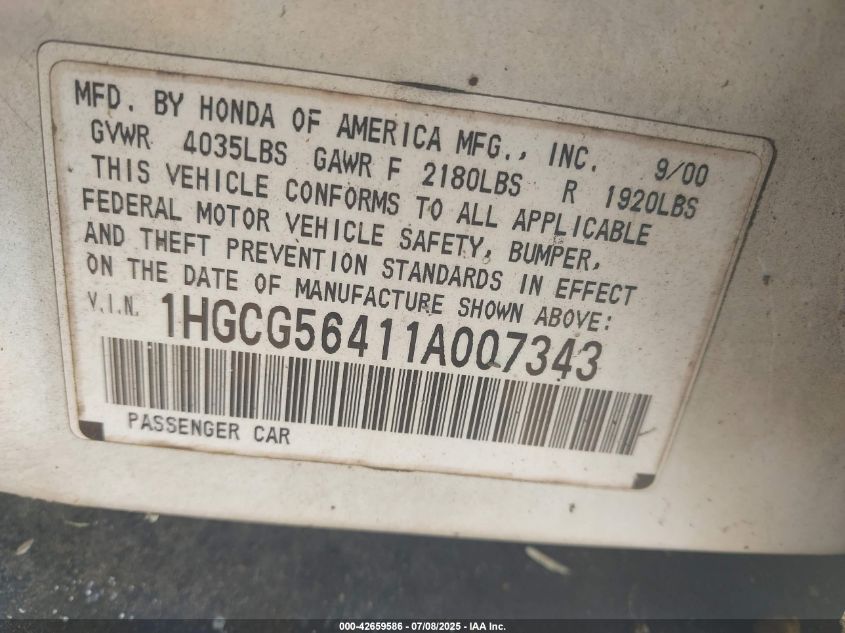 MFD. BY HONDA OF AMERICA MFG., INC. 9/00
GVWR 4035LBS GAWR F 2180LBS R 1920LBS
THIS VEHICLE CONFORMS TO ALL APPLICABLE
FEDERAL MOTOR VEHICLE SAFETY, BUMPER,
AND THEFT PREVENTION STANDARDS IN EFFECT
ON THE DATE OF MANUFACTURE SHOWN ABOVE:
V.I.N. 1HGCG56411A007343
PASSENGER CAR
000-42659586 - 07/08/2025 - IAA Inc.